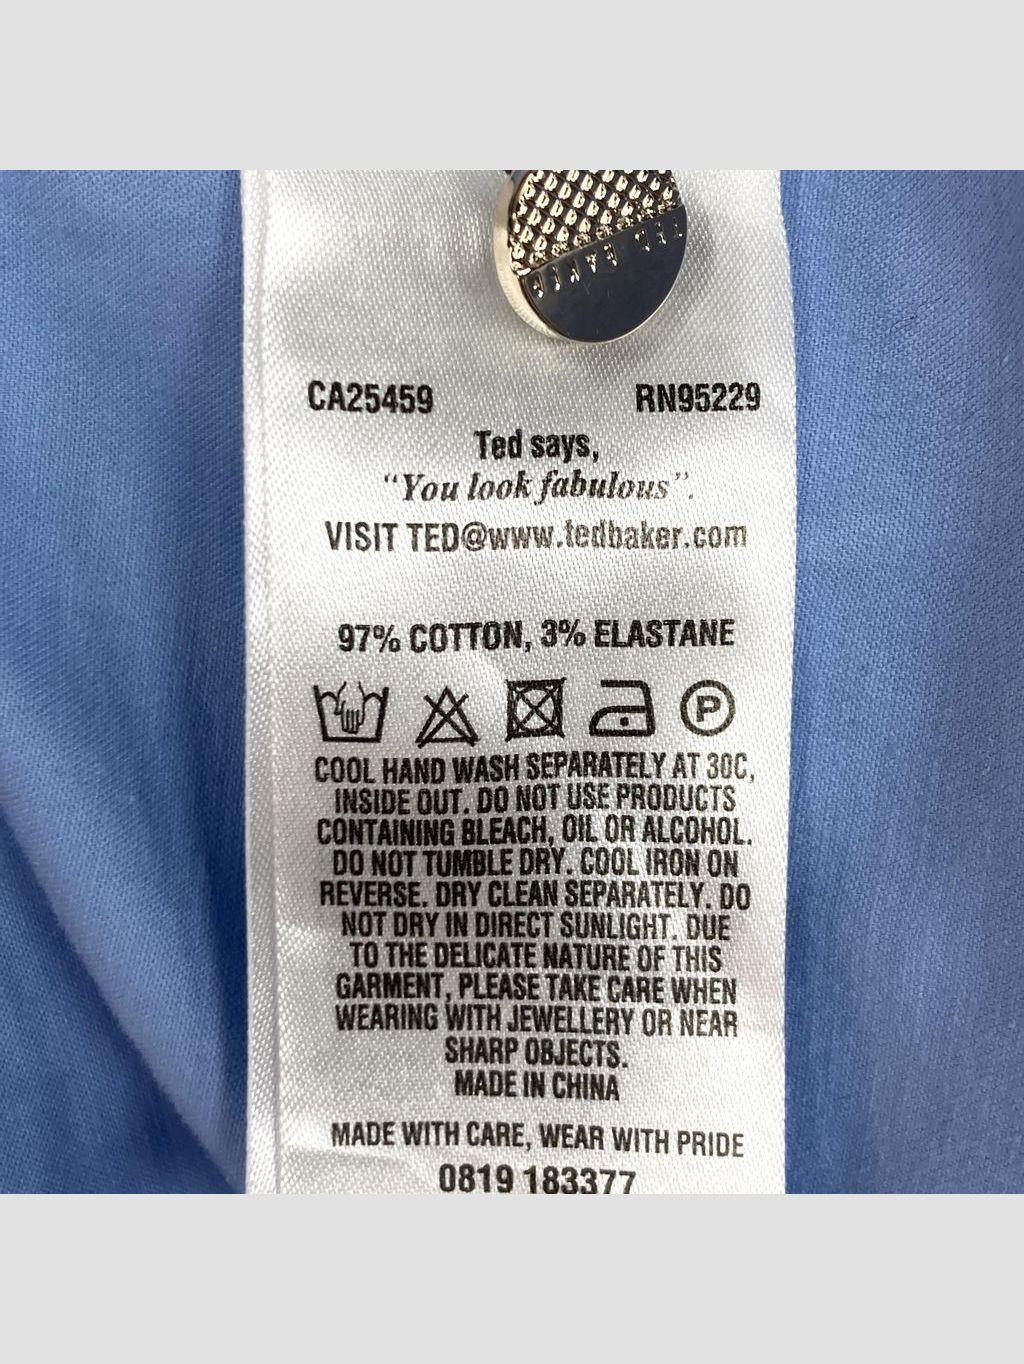 TED BAKER
CA25459 RN95229
Ted says,
"You look fabulous".
VISIT TED@www.tedbaker.com
97% COTTON, 3% ELASTANE
P
COOL HAND WASH SEPARATELY AT 30C,
INSIDE OUT. DO NOT USE PRODUCTS
CONTAINING BLEACH, OIL OR ALCOHOL.
DO NOT TUMBLE DRY. COOL IRON ON
REVERSE. DRY CLEAN SEPARATELY. DO
NOT DRY IN DIRECT SUNLIGHT. DUE
TO THE DELICATE NATURE OF THIS
GARMENT, PLEASE TAKE CARE WHEN
WEARING WITH JEWELLERY OR NEAR
SHARP OBJECTS.
MADE IN CHINA
MADE WITH CARE, WEAR WITH PRIDE
0819 183377